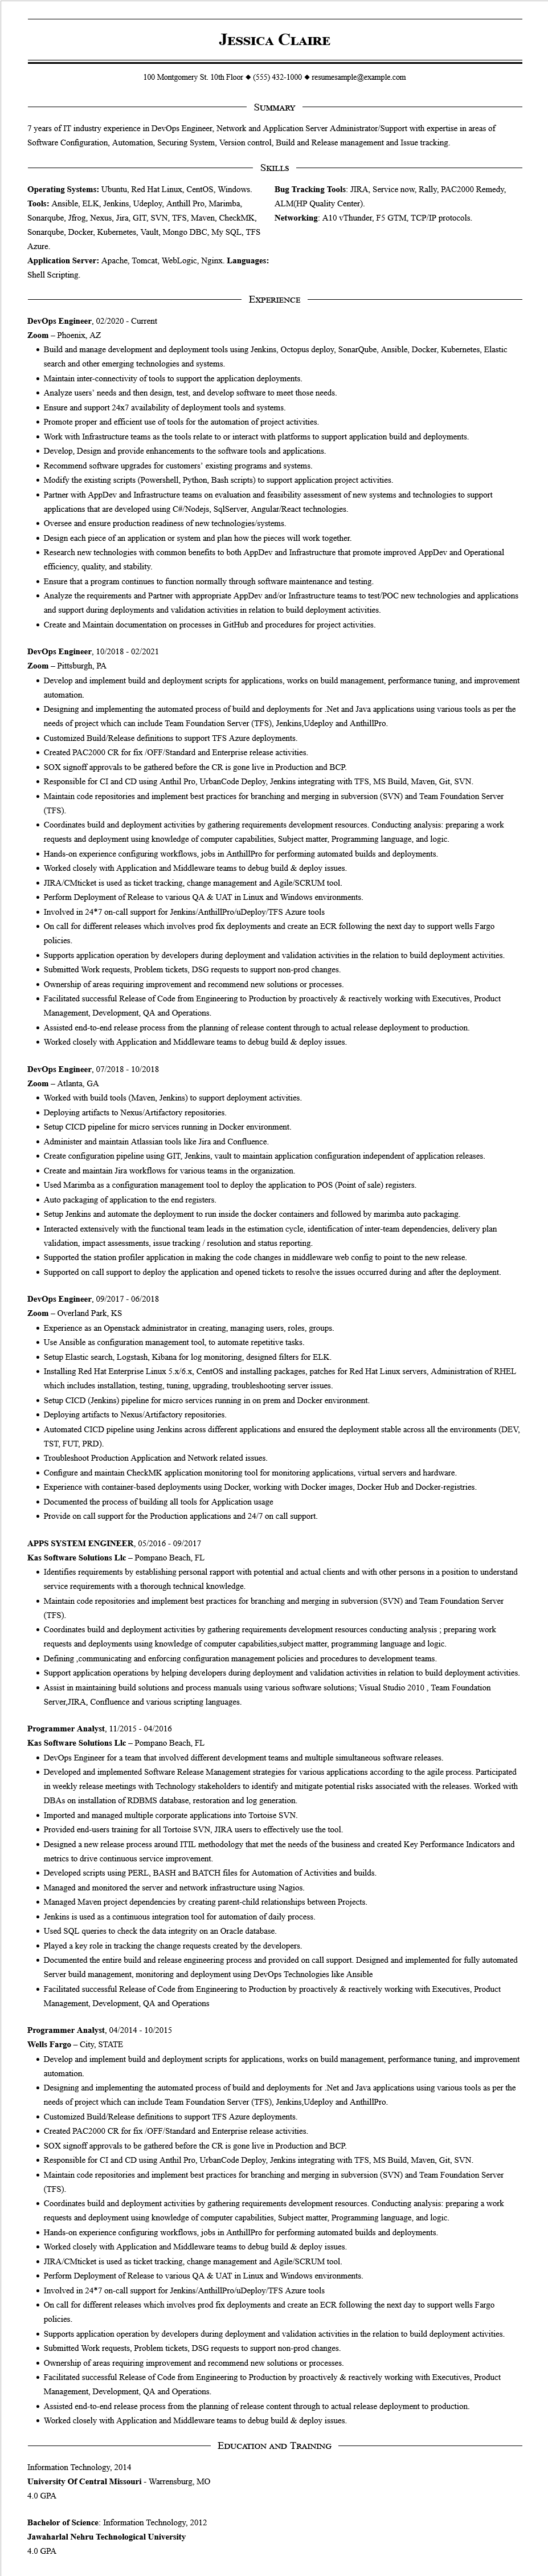 Jessica Claire
100 Montgomery St. 10th Floor ◆ (555) 432-1000 ◆ resumesample@example.com
Summary
7 years of IT industry experience in DevOps Engineer, Network and Application Server Administrator/Support with expertise in areas of
Software Configuration, Automation, Securing System, Version control, Build and Release management and Issue tracking.
Skills
Operating Systems: Ubuntu, Red Hat Linux, CentOS, Windows.
Tools: Ansible, ELK, Jenkins, Udeploy, Anthill Pro, Marimba,
Sonarqube, Jfrog, Nexus, Jira, GIT, SVN, TFS, Maven, CheckMK,
Sonarqube, Docker, Kubernetes, Vault, Mongo DBC, My SQL, TFS
Azure.
Application Server: Apache, Tomcat, WebLogic, Nginx. Languages:
Shell Scripting.
Bug Tracking Tools: JIRA, Service now, Rally, PAC2000 Remedy,
ALM(HP Quality Center).
Networking: A10 vThunder, F5 GTM, TCP/IP protocols.
Experience
DevOps Engineer, 02/2020 - Current
Zoom – Phoenix, AZ
• Build and manage development and deployment tools using Jenkins, Octopus deploy, SonarQube, Ansible, Docker, Kubernetes, Elastic
search and other emerging technologies and systems.
• Maintain inter-connectivity of tools to support the application deployments.
• Analyze users’ needs and then design, test, and develop software to meet those needs.
• Ensure and support 24x7 availability of deployment tools and systems.
• Promote proper and efficient use of tools for the automation of project activities.
• Work with Infrastructure teams as the tools relate to or interact with platforms to support application build and deployments.
• Develop, Design and provide enhancements to the software tools and applications.
• Recommend software upgrades for customers’ existing programs and systems.
• Modify the existing scripts (Powershell, Python, Bash scripts) to support application project activities.
• Partner with AppDev and Infrastructure teams on evaluation and feasibility assessment of new systems and technologies to support
applications that are developed using C#/Nodejs, SqlServer, Angular/React technologies.
• Oversee and ensure production readiness of new technologies/systems.
• Design each piece of an application or system and plan how the pieces will work together.
• Research new technologies with common benefits to both AppDev and Infrastructure that promote improved AppDev and Operational
efficiency, quality, and stability.
• Ensure that a program continues to function normally through software maintenance and testing.
• Analyze the requirements and Partner with appropriate AppDev and/or Infrastructure teams to test/POC new technologies and applications
and support during deployments and validation activities in relation to build deployment activities.
• Create and Maintain documentation on processes in GitHub and procedures for project activities.
DevOps Engineer, 10/2018 - 02/2021
Zoom – Pittsburgh, PA
• Develop and implement build and deployment scripts for applications, works on build management, performance tuning, and improvement
automation.
• Designing and implementing the automated process of build and deployments for .Net and Java applications using various tools as per the
needs of project which can include Team Foundation Server (TFS), Jenkins,Udeploy and AnthillPro.
• Customized Build/Release definitions to support TFS Azure deployments.
• Created PAC2000 CR for fix /OFF/Standard and Enterprise release activities.
• SOX signoff approvals to be gathered before the CR is gone live in Production and BCP.
• Responsible for CI and CD using Anthil Pro, UrbanCode Deploy, Jenkins integrating with TFS, MS Build, Maven, Git, SVN.
• Maintain code repositories and implement best practices for branching and merging in subversion (SVN) and Team Foundation Server
(TFS).
• Coordinates build and deployment activities by gathering requirements development resources. Conducting analysis: preparing a work
requests and deployment using knowledge of computer capabilities, Subject matter, Programming language, and logic.
• Hands-on experience configuring workflows, jobs in AnthillPro for performing automated builds and deployments.
• Worked closely with Application and Middleware teams to debug build & deploy issues.
• JIRA/CMticket is used as ticket tracking, change management and Agile/SCRUM tool.
• Perform Deployment of Release to various QA & UAT in Linux and Windows environments.
• Involved in 24*7 on-call support for Jenkins/AnthillPro/uDeploy/TFS Azure tools
• On call for different releases which involves prod fix deployments and create an ECR following the next day to support wells Fargo
policies.
• Supports application operation by developers during deployment and validation activities in the relation to build deployment activities.
• Submitted Work requests, Problem tickets, DSG requests to support non-prod changes.
• Ownership of areas requiring improvement and recommend new solutions or processes.
• Facilitated successful Release of Code from Engineering to Production by proactively & reactively working with Executives, Product
Management, Development, QA and Operations.
• Assisted end-to-end release process from the planning of release content through to actual release deployment to production.
• Worked closely with Application and Middleware teams to debug build & deploy issues.
DevOps Engineer, 07/2018 - 10/2018
Zoom – Atlanta, GA
• Worked with build tools (Maven, Jenkins) to support deployment activities.
• Deploying artifacts to Nexus/Artifactory repositories.
• Setup CICD pipeline for micro services running in Docker environment.
• Administer and maintain Atlassian tools like Jira and Confluence.
• Create configuration pipeline using GIT, Jenkins, vault to maintain application configuration independent of application releases.
• Create and maintain Jira workflows for various teams in the organization.
• Used Marimba as a configuration management tool to deploy the application to POS (Point of sale) registers.
• Auto packaging of application to the end registers.
• Setup Jenkins and automate the deployment to run inside the docker containers and followed by marimba auto packaging.
• Interacted extensively with the functional team leads in the estimation cycle, identification of inter-team dependencies, delivery plan
validation, impact assessments, issue tracking / resolution and status reporting.
• Supported the station profiler application in making the code changes in middleware web config to point to the new release.
• Supported on call support to deploy the application and opened tickets to resolve the issues occurred during and after the deployment.
DevOps Engineer, 09/2017 - 06/2018
Zoom – Overland Park, KS
• Experience as an Openstack administrator in creating, managing users, roles, groups.
• Use Ansible as configuration management tool, to automate repetitive tasks.
• Setup Elastic search, Logstash, Kibana for log monitoring, designed filters for ELK.
• Installing Red Hat Enterprise Linux 5.x/6.x, CentOS and installing packages, patches for Red Hat Linux servers, Administration of RHEL
which includes installation, testing, tuning, upgrading, troubleshooting server issues.
• Setup CICD (Jenkins) pipeline for micro services running in on prem and Docker environment.
• Deploying artifacts to Nexus/Artifactory repositories.
• Automated CICD pipeline using Jenkins across different applications and ensured the deployment stable across all the environments (DEV,
TST, FUT, PRD).
• Troubleshoot Production Application and Network related issues.
• Configure and maintain CheckMK application monitoring tool for monitoring applications, virtual servers and hardware.
• Experience with container-based deployments using Docker, working with Docker images, Docker Hub and Docker-registries.
• Documented the process of building all tools for Application usage
• Provide on call support for the Production applications and 24/7 on call support.
APPS SYSTEM ENGINEER, 05/2016 - 09/2017
Kas Software Solutions Llc – Pompano Beach, FL
• Identifies requirements by establishing personal rapport with potential and actual clients and with other persons in a position to understand
service requirements with a thorough technical knowledge.
• Maintain code repositories and implement best practices for branching and merging in subversion (SVN) and Team Foundation Server
(TFS).
• Coordinates build and deployment activities by gathering requirements development resources conducting analysis ; preparing work
requests and deployments using knowledge of computer capabilities,subject matter, programming language and logic.
• Defining ,communicating and enforcing configuration management policies and procedures to development teams.
• Support application operations by helping developers during deployment and validation activities in relation to build deployment activities.
• Assist in maintaining build solutions and process manuals using various software solutions; Visual Studio 2010 , Team Foundation
Server,JIRA, Confluence and various scripting languages.
Programmer Analyst, 11/2015 - 04/2016
Kas Software Solutions Llc – Pompano Beach, FL
• DevOps Engineer for a team that involved different development teams and multiple simultaneous software releases.
• Developed and implemented Software Release Management strategies for various applications according to the agile process. Participated
in weekly release meetings with Technology stakeholders to identify and mitigate potential risks associated with the releases. Worked with
DBAs on installation of RDBMS database, restoration and log generation.
• Imported and managed multiple corporate applications into Tortoise SVN.
• Provided end-users training for all Tortoise SVN, JIRA users to effectively use the tool.
• Designed a new release process around ITIL methodology that met the needs of the business and created Key Performance Indicators and
metrics to drive continuous service improvement.
• Developed scripts using PERL, BASH and BATCH files for Automation of Activities and builds.
• Managed and monitored the server and network infrastructure using Nagios.
• Managed Maven project dependencies by creating parent-child relationships between Projects.
• Jenkins is used as a continuous integration tool for automation of daily process.
• Used SQL queries to check the data integrity on an Oracle database.
• Played a key role in tracking the change requests created by the developers.
• Documented the entire build and release engineering process and provided on call support. Designed and implemented for fully automated
Server build management, monitoring and deployment using DevOps Technologies like Ansible
• Facilitated successful Release of Code from Engineering to Production by proactively & reactively working with Executives, Product
Management, Development, QA and Operations
Programmer Analyst, 04/2014 - 10/2015
Wells Fargo – City, STATE
• Develop and implement build and deployment scripts for applications, works on build management, performance tuning, and improvement
automation.
• Designing and implementing the automated process of build and deployments for .Net and Java applications using various tools as per the
needs of project which can include Team Foundation Server (TFS), Jenkins,Udeploy and AnthillPro.
• Customized Build/Release definitions to support TFS Azure deployments.
• Created PAC2000 CR for fix /OFF/Standard and Enterprise release activities.
• SOX signoff approvals to be gathered before the CR is gone live in Production and BCP.
• Responsible for CI and CD using Anthil Pro, UrbanCode Deploy, Jenkins integrating with TFS, MS Build, Maven, Git, SVN.
• Maintain code repositories and implement best practices for branching and merging in subversion (SVN) and Team Foundation Server
(TFS).
• Coordinates build and deployment activities by gathering requirements development resources. Conducting analysis: preparing a work
requests and deployment using knowledge of computer capabilities, Subject matter, Programming language, and logic.
• Hands-on experience configuring workflows, jobs in AnthillPro for performing automated builds and deployments.
• Worked closely with Application and Middleware teams to debug build & deploy issues.
• JIRA/CMticket is used as ticket tracking, change management and Agile/SCRUM tool.
• Perform Deployment of Release to various QA & UAT in Linux and Windows environments.
• Involved in 24*7 on-call support for Jenkins/AnthillPro/uDeploy/TFS Azure tools
• On call for different releases which involves prod fix deployments and create an ECR following the next day to support wells Fargo
policies.
• Supports application operation by developers during deployment and validation activities in the relation to build deployment activities.
• Submitted Work requests, Problem tickets, DSG requests to support non-prod changes.
• Ownership of areas requiring improvement and recommend new solutions or processes.
• Facilitated successful Release of Code from Engineering to Production by proactively & reactively working with Executives, Product
Management, Development, QA and Operations.
• Assisted end-to-end release process from the planning of release content through to actual release deployment to production.
• Worked closely with Application and Middleware teams to debug build & deploy issues.
Education and Training
Information Technology, 2014
University Of Central Missouri - Warrensburg, MO
4.0 GPA
Bachelor of Science: Information Technology, 2012
Jawaharlal Nehru Technological University
4.0 GPA